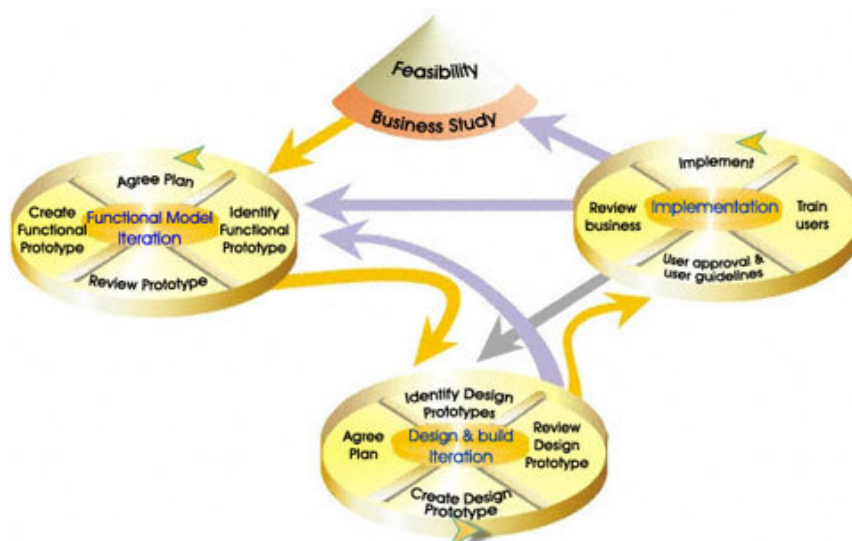 Feasibility
Business Study
Agree Plan
Create
Functional
Prototype
Functional Model
Iteration
Identify
Functional
Prototype
Review Prototype
Implement
Review
business
Implementation
Train
users
User approval &
user guidelines
Identify Design
Prototypes
Agree
Plan
Design & build
Iteration
Review
Design
Prototype
Create Design
Prototype